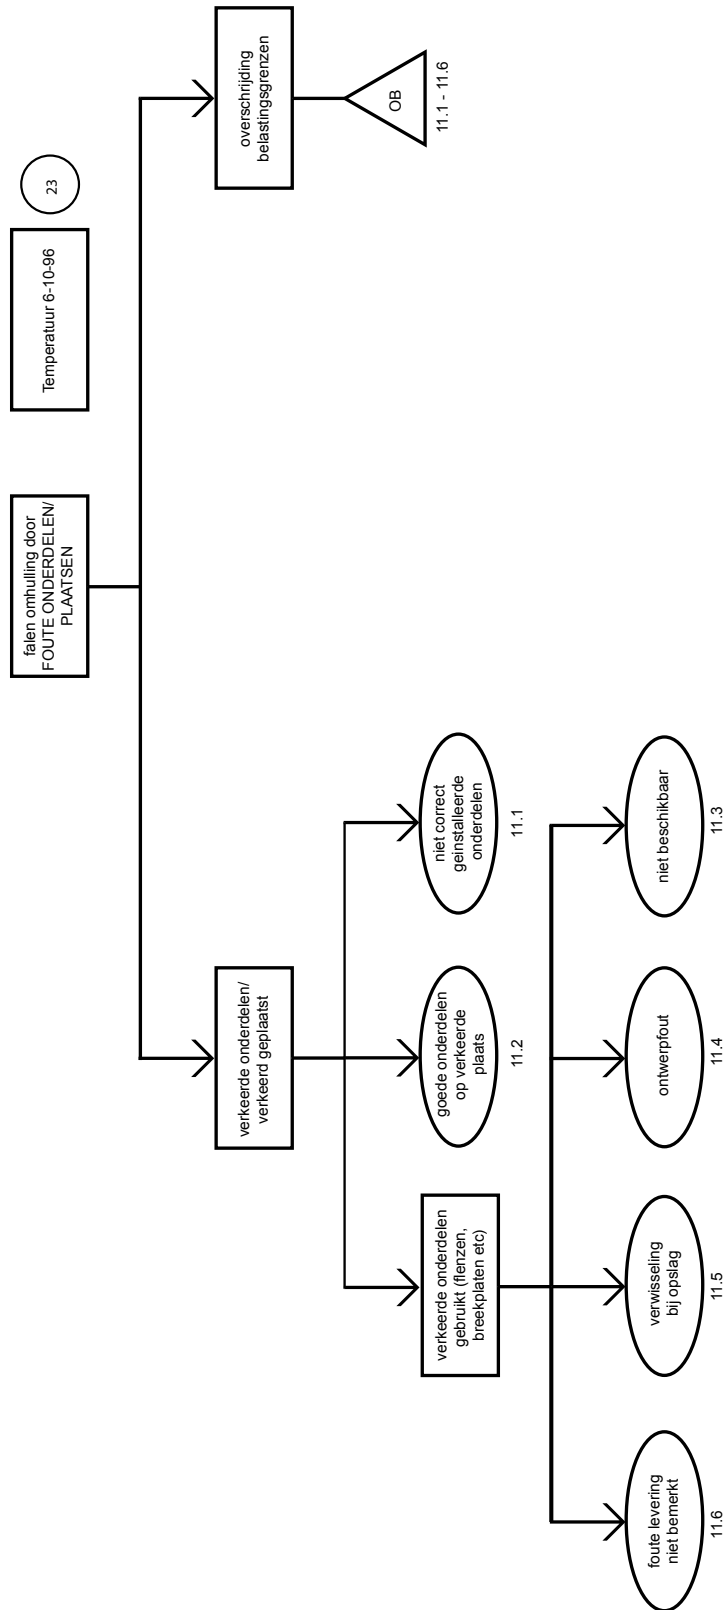 falen omhulling door
FOUTE ONDERDELEN/
PLAATSEN
Temperatuur 6-10-96
23
verkeerde onderdelen/
verkeerd geplaatst
overschrijding
belastingsgrenzen
OB
11.1 - 11.6
verkeerde onderdelen
gebruikt (flenzen,
breekplaten etc)
goede onderdelen
op verkeerde
plaats
11.2
niet correct
geinstalleerde
onderdelen
11.1
foute levering
niet bemerkt
11.6
verwisseling
bij opslag
11.5
ontwerpfout
11.4
niet beschikbaar
11.3